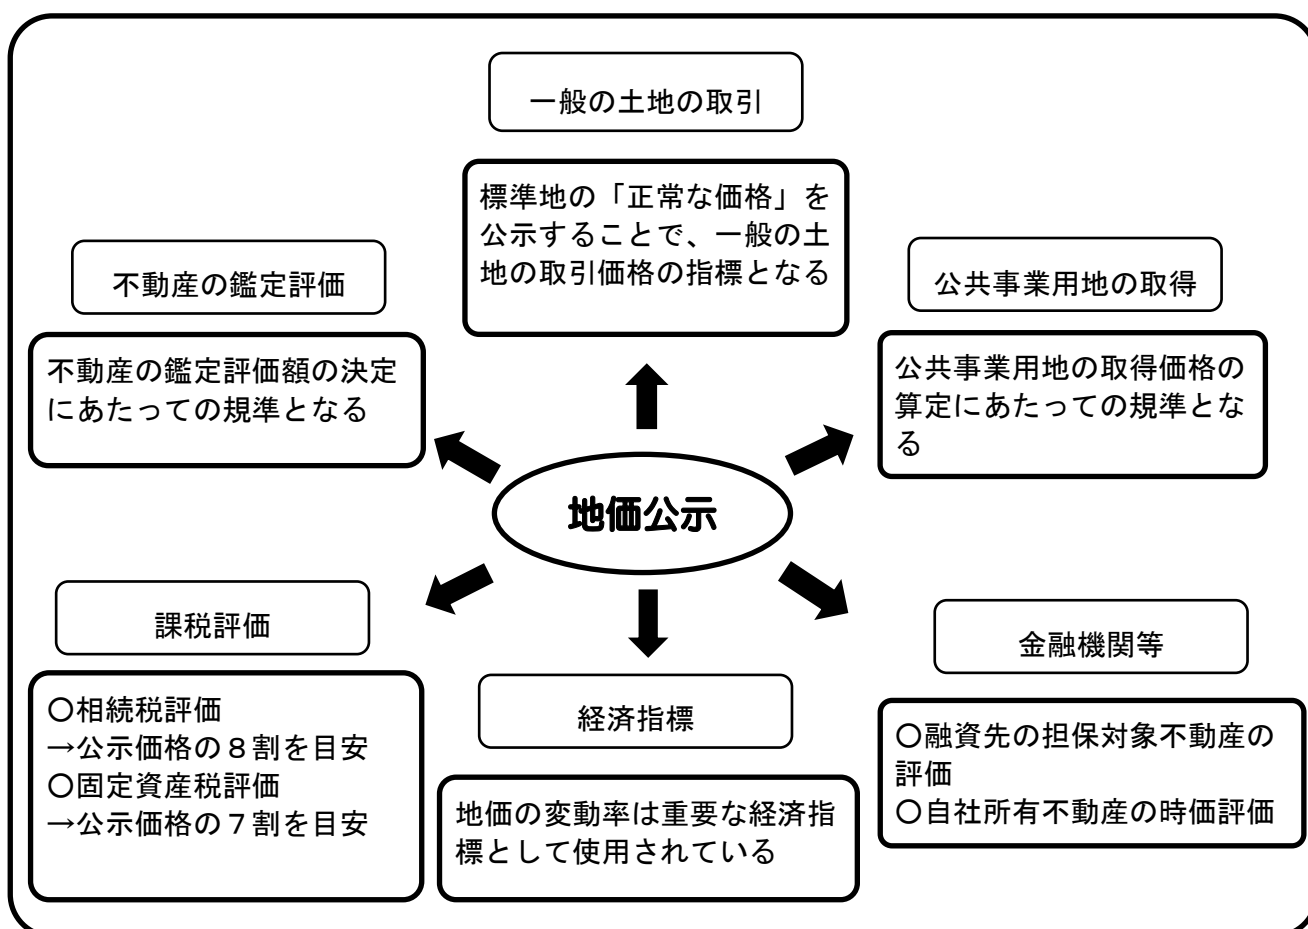 一般の土地の取引
標準地の「正常な価格」を
公示することで、一般の土
地の取引価格の指標となる
不動産の鑑定評価
不動産の鑑定評価額の決定
にあたっての規準となる
公共事業用地の取得
公共事業用地の取得価格の
算定にあたっての規準とな
る
地価公示
課税評価
〇相続税評価
→公示価格の８割を目安
〇固定資産税評価
→公示価格の７割を目安
経済指標
地価の変動率は重要な経済指
標として使用されている
金融機関等
〇融資先の担保対象不動産の
評価
〇自社所有不動産の時価評価